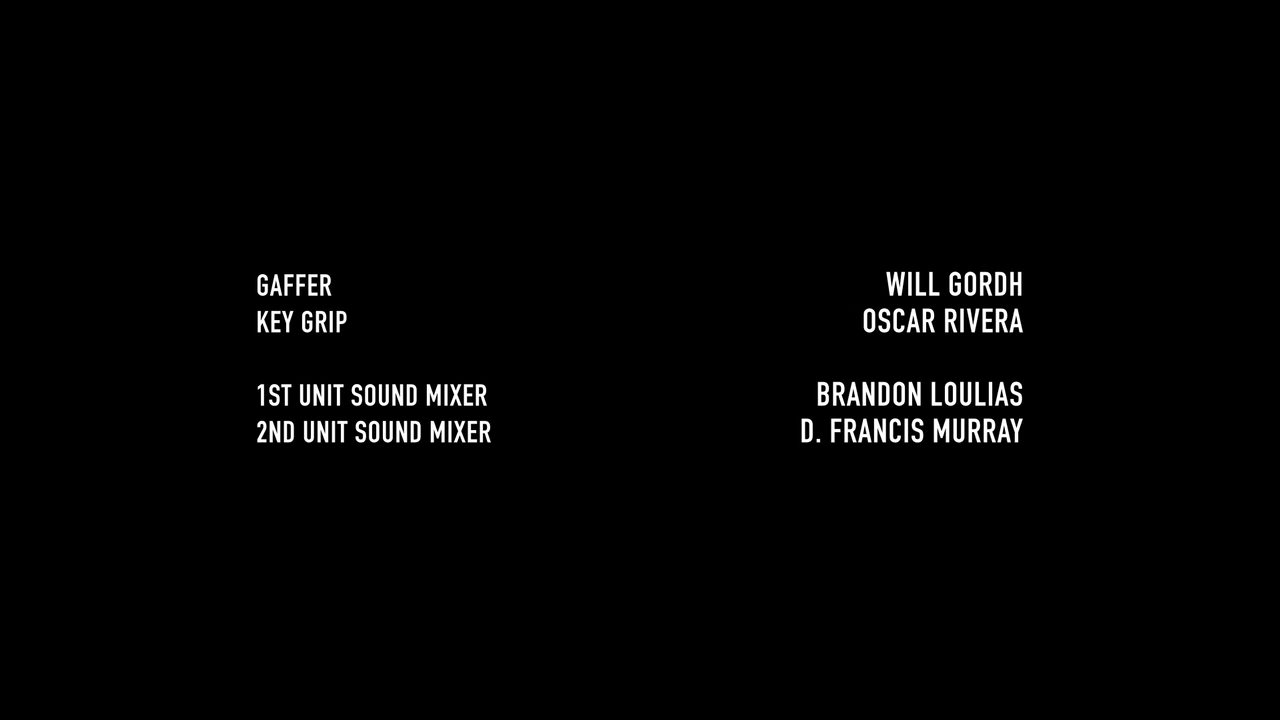 GAFFER WILL GORDH
KEY GRIP OSCAR RIVERA
1ST UNIT SOUND MIXER BRANDON LOULIAS
2ND UNIT SOUND MIXER D. FRANCIS MURRAY